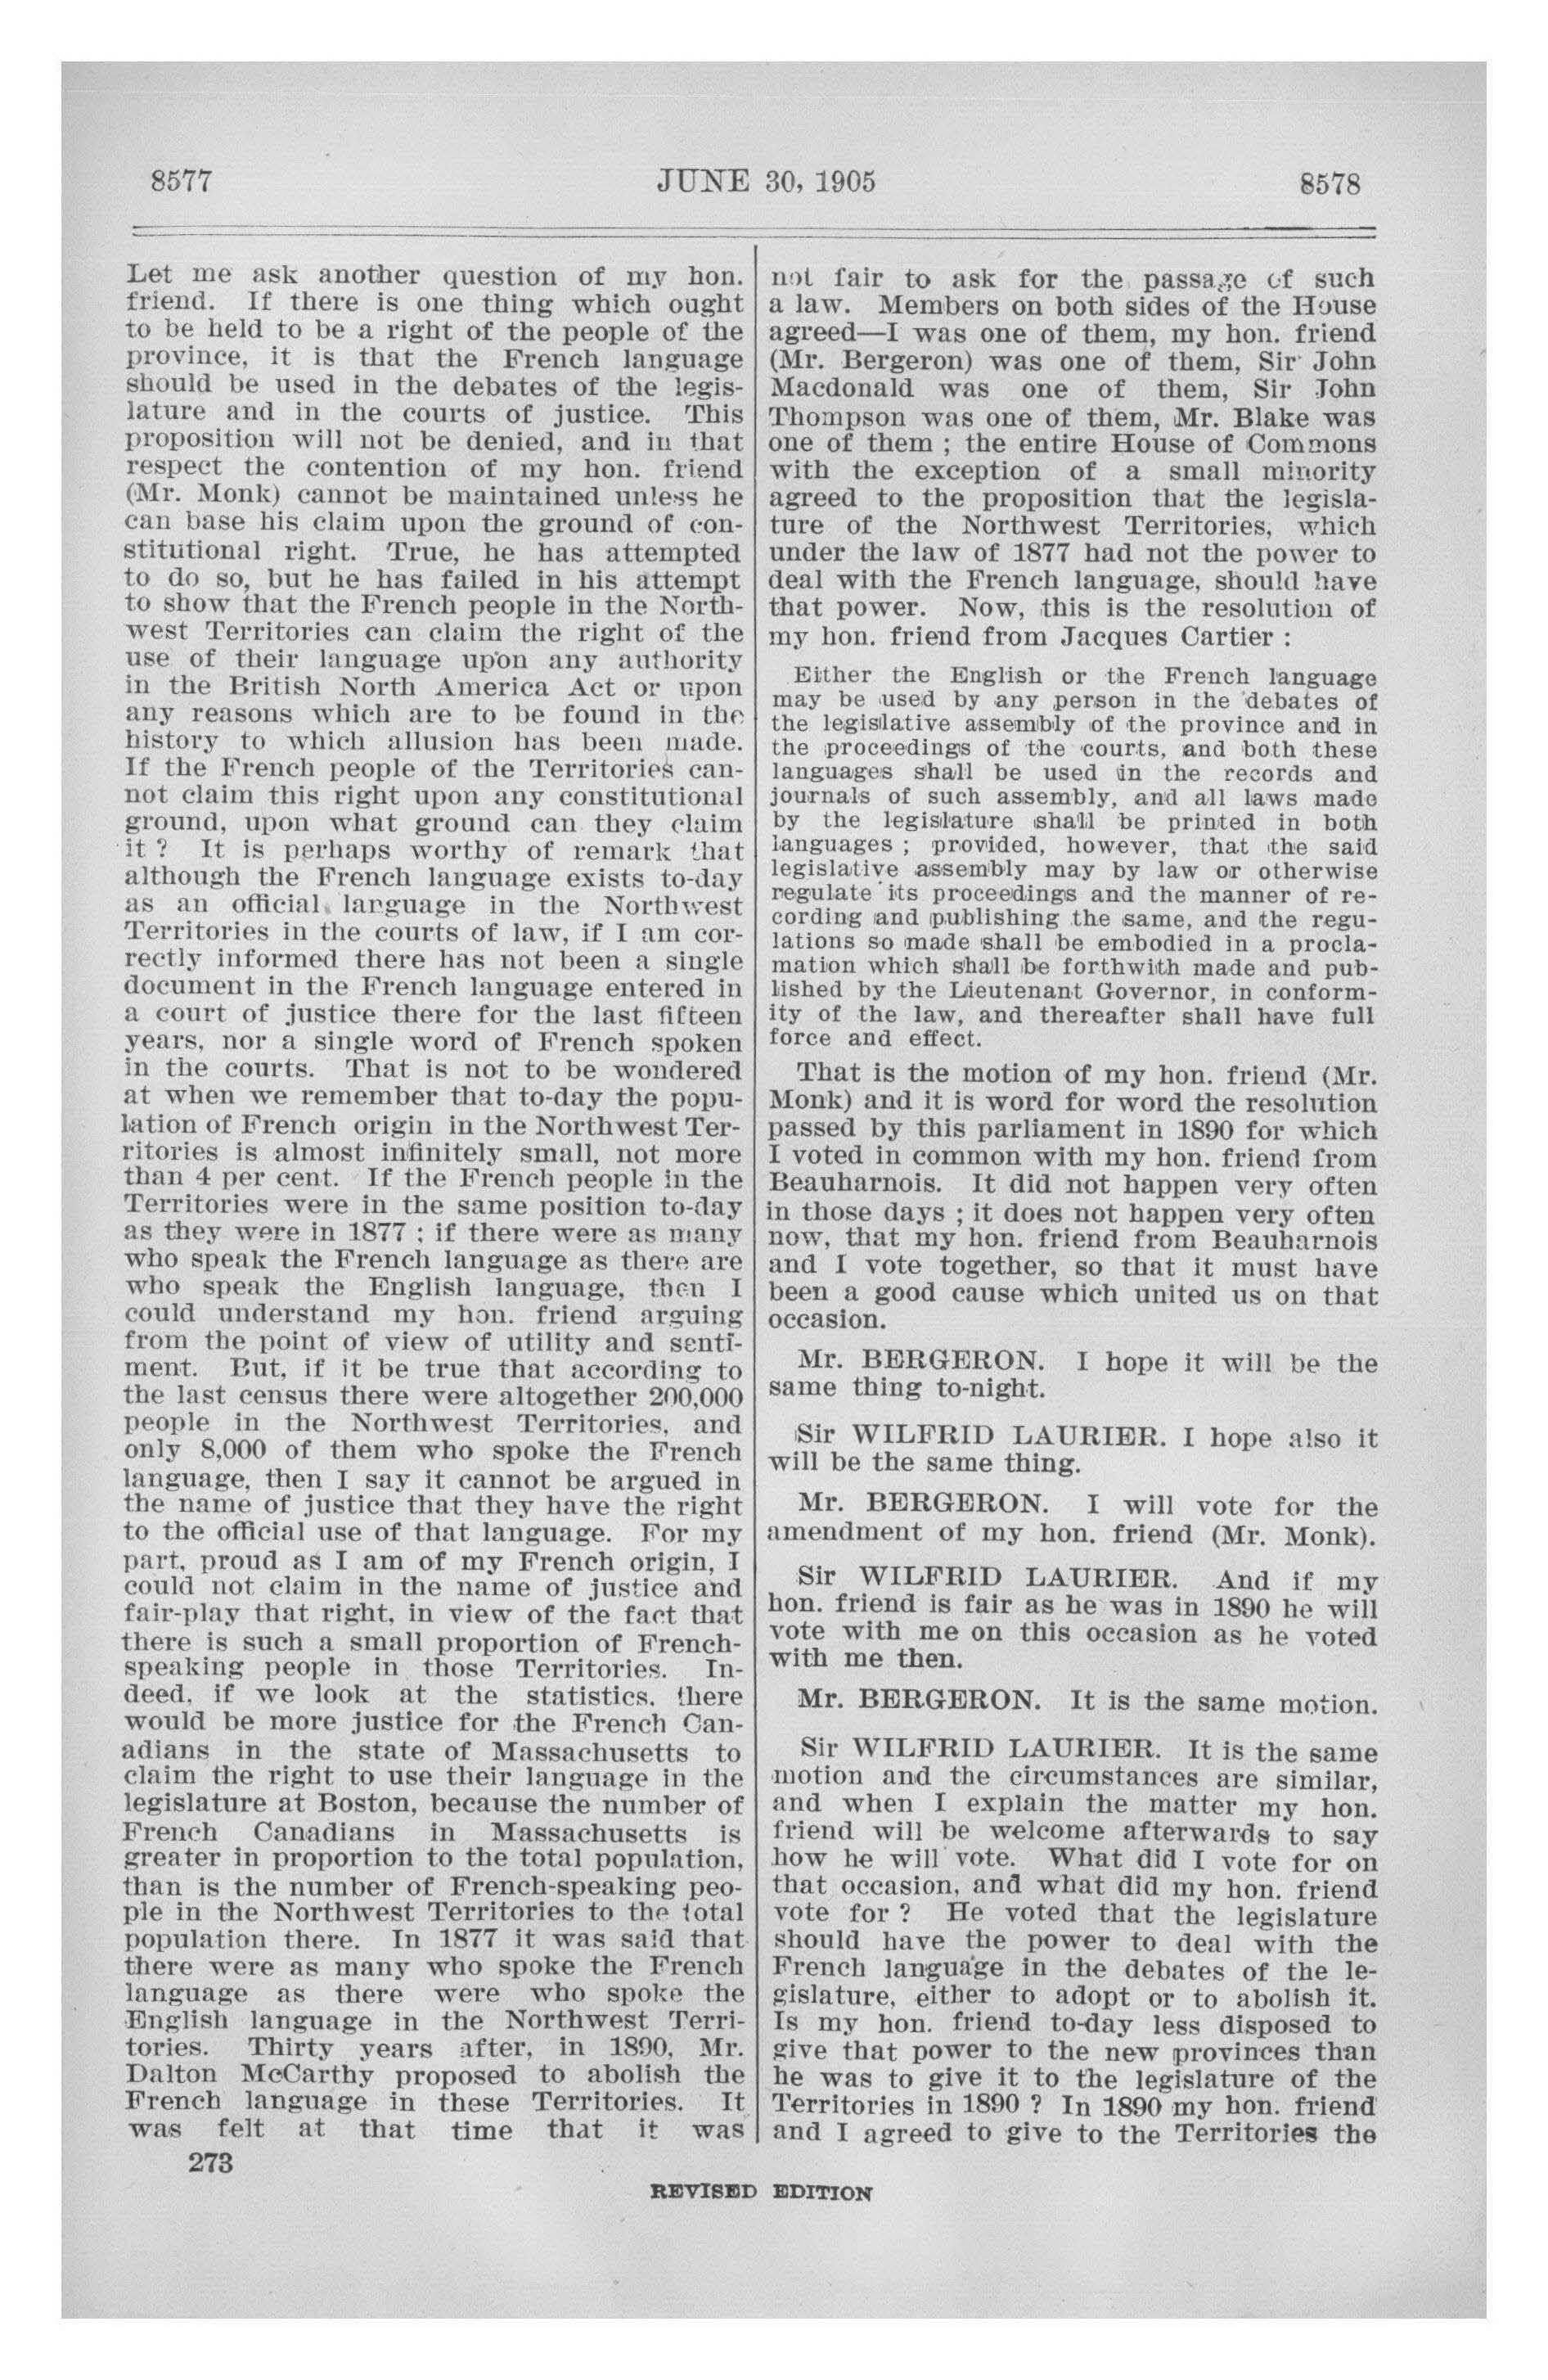 8577
JUNE 30, 1905
8578
Let me ask another question of my hon.
friend. If there is one thing which ought
to be held to be a right of the people of the
province, it is that the French language
should be used in the debates of the legis-
lature and in the courts of justice. This
proposition will not be denied, and in that
respect the contention of my hon. friend
(Mr. Monk) cannot be maintained unless he
can base his claim upon the ground of con-
stitutional right. True, he has attempted
to do so, but he has failed in his attempt
to show that the French people in the North-
west Territories can claim the right of the
use of their language upon any authority
in the British North America Act or upon
any reasons which are to be found in the
history to which allusion has been made.
If the French people of the Territories can-
not claim this right upon any constitutional
ground, upon what ground can they claim
it ? It is perhaps worthy of remark that
although the French language exists to-day
as an official language in the Northwest
Territories in the courts of law, if I am cor-
rectly informed there has not been a single
document in the French language entered in
a court of justice there for the last fifteen
years, nor a single word of French spoken
in the courts. That is not to be wondered
at when we remember that to-day the popu-
lation of French origin in the Northwest Ter-
ritories is almost infinitely small, not more
than 4 per cent. If the French people in the
Territories were in the same position to-day
as they were in 1877 ; if there were as many
who speak the French language as there are
who speak the English language, then I
could understand my hon. friend arguing
from the point of view of utility and senti-
ment. But, if it be true that according to
the last census there were altogether 200,000
people in the Northwest Territories, and
only 8,000 of them who spoke the French
language, then I say it cannot be argued in
the name of justice that they have the right
to the official use of that language. For my
part, proud as I am of my French origin, I
could not claim in the name of justice and
fair-play that right, in view of the fact that
there is such a small proportion of French-
speaking people in those Territories. In-
deed, if we look at the statistics, there
would be more justice for the French Can-
adians in the state of Massachusetts to
claim the right to use their language in the
legislature at Boston, because the number of
French Canadians in Massachusetts is
greater in proportion to the total population,
than is the number of French-speaking peo-
ple in the Northwest Territories to the total
population there. In 1877 it was said that
there were as many who spoke the French
language as there were who spoke the
English language in the Northwest Terri-
tories. Thirty years after, in 1890, Mr.
Dalton McCarthy proposed to abolish the
French language in these Territories. It
was felt at that time that it was
273
not fair to ask for the passage of such
a law. Members on both sides of the House
agreed—I was one of them, my hon. friend
(Mr. Bergeron) was one of them, Sir John
Macdonald was one of them, Sir John
Thompson was one of them, Mr. Blake was
one of them ; the entire House of Commons
with the exception of a small minority
agreed to the proposition that the legisla-
ture of the Northwest Territories, which
under the law of 1877 had not the power to
deal with the French language, should have
that power. Now, this is the resolution of
my hon. friend from Jacques Cartier :
Either the English or the French language
may be used by any person in the debates of
the legislative assembly of the province and in
the proceedings of the courts, and both these
languages shall be used in the records and
journals of such assembly, and all laws made
by the legislature shall be printed in both
languages ; provided, however, that the said
legislative assembly may by law or otherwise
regulate its proceedings and the manner of re-
cording and publishing the same, and the regu-
lations so made shall be embodied in a procla-
mation which shall be forthwith made and pub-
lished by the Lieutenant Governor, in conform-
ity of the law, and thereafter shall have full
force and effect.
That is the motion of my hon. friend (Mr.
Monk) and it is word for word the resolution
passed by this parliament in 1890 for which
I voted in common with my hon. friend from
Beauharnois. It did not happen very often
in those days ; it does not happen very often
now, that my hon. friend from Beauharnois
and I vote together, so that it must have
been a good cause which united us on that
occasion.
Mr. BERGERON. I hope it will be the
same thing to-night.
Sir WILFRID LAURIER. I hope also it
will be the same thing.
Mr. BERGERON. I will vote for the
amendment of my hon. friend (Mr. Monk).
Sir WILFRID LAURIER. And if my
hon. friend is fair as he was in 1890 he will
vote with me on this occasion as he voted
with me then.
Mr. BERGERON. It is the same motion.
Sir WILFRID LAURIER. It is the same
motion and the circumstances are similar,
and when I explain the matter my hon.
friend will be welcome afterwards to say
how he will vote. What did I vote for on
that occasion, and what did my hon. friend
vote for ? He voted that the legislature
should have the power to deal with the
French language in the debates of the le-
gislature, either to adopt or to abolish it.
Is my hon. friend to-day less disposed to
give that power to the new provinces than
he was to give it to the legislature of the
Territories in 1890 ? In 1890 my hon. friend
and I agreed to give to the Territories the
REVISED EDITION